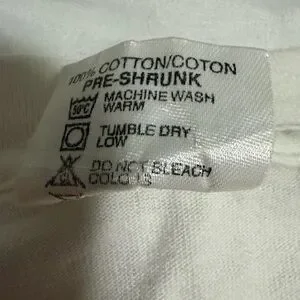 100% COTTON/COTON
PRE-SHRUNK
30°C MACHINE WASH
WARM
TUMBLE DRY
LOW
DO NOT BLEACH
COLORS